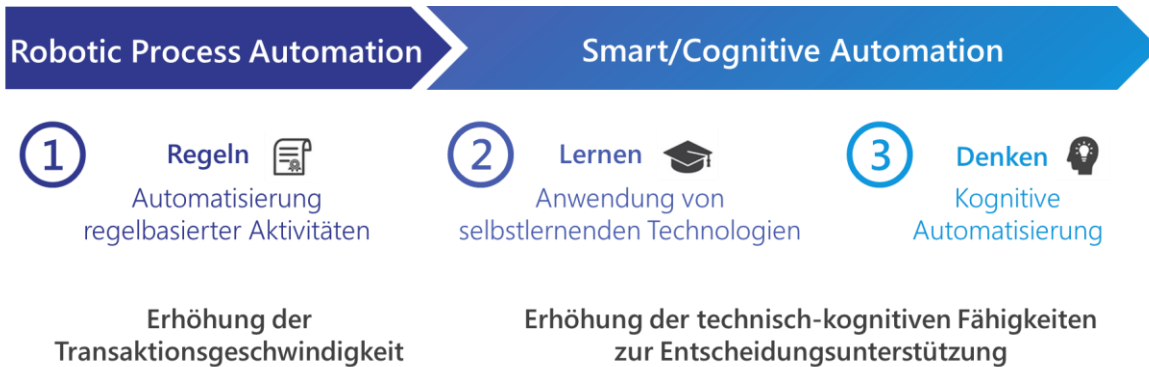 Robotic Process Automation
Smart/Cognitive Automation
1
Regeln
Automatisierung
regelbasierter Aktivitäten
2
Lernen
Anwendung von
selbstlernenden Technologien
3
Denken
Kognitive
Automatisierung
Erhöhung der
Transaktionsgeschwindigkeit
Erhöhung der technisch-kognitiven Fähigkeiten
zur Entscheidungsunterstützung